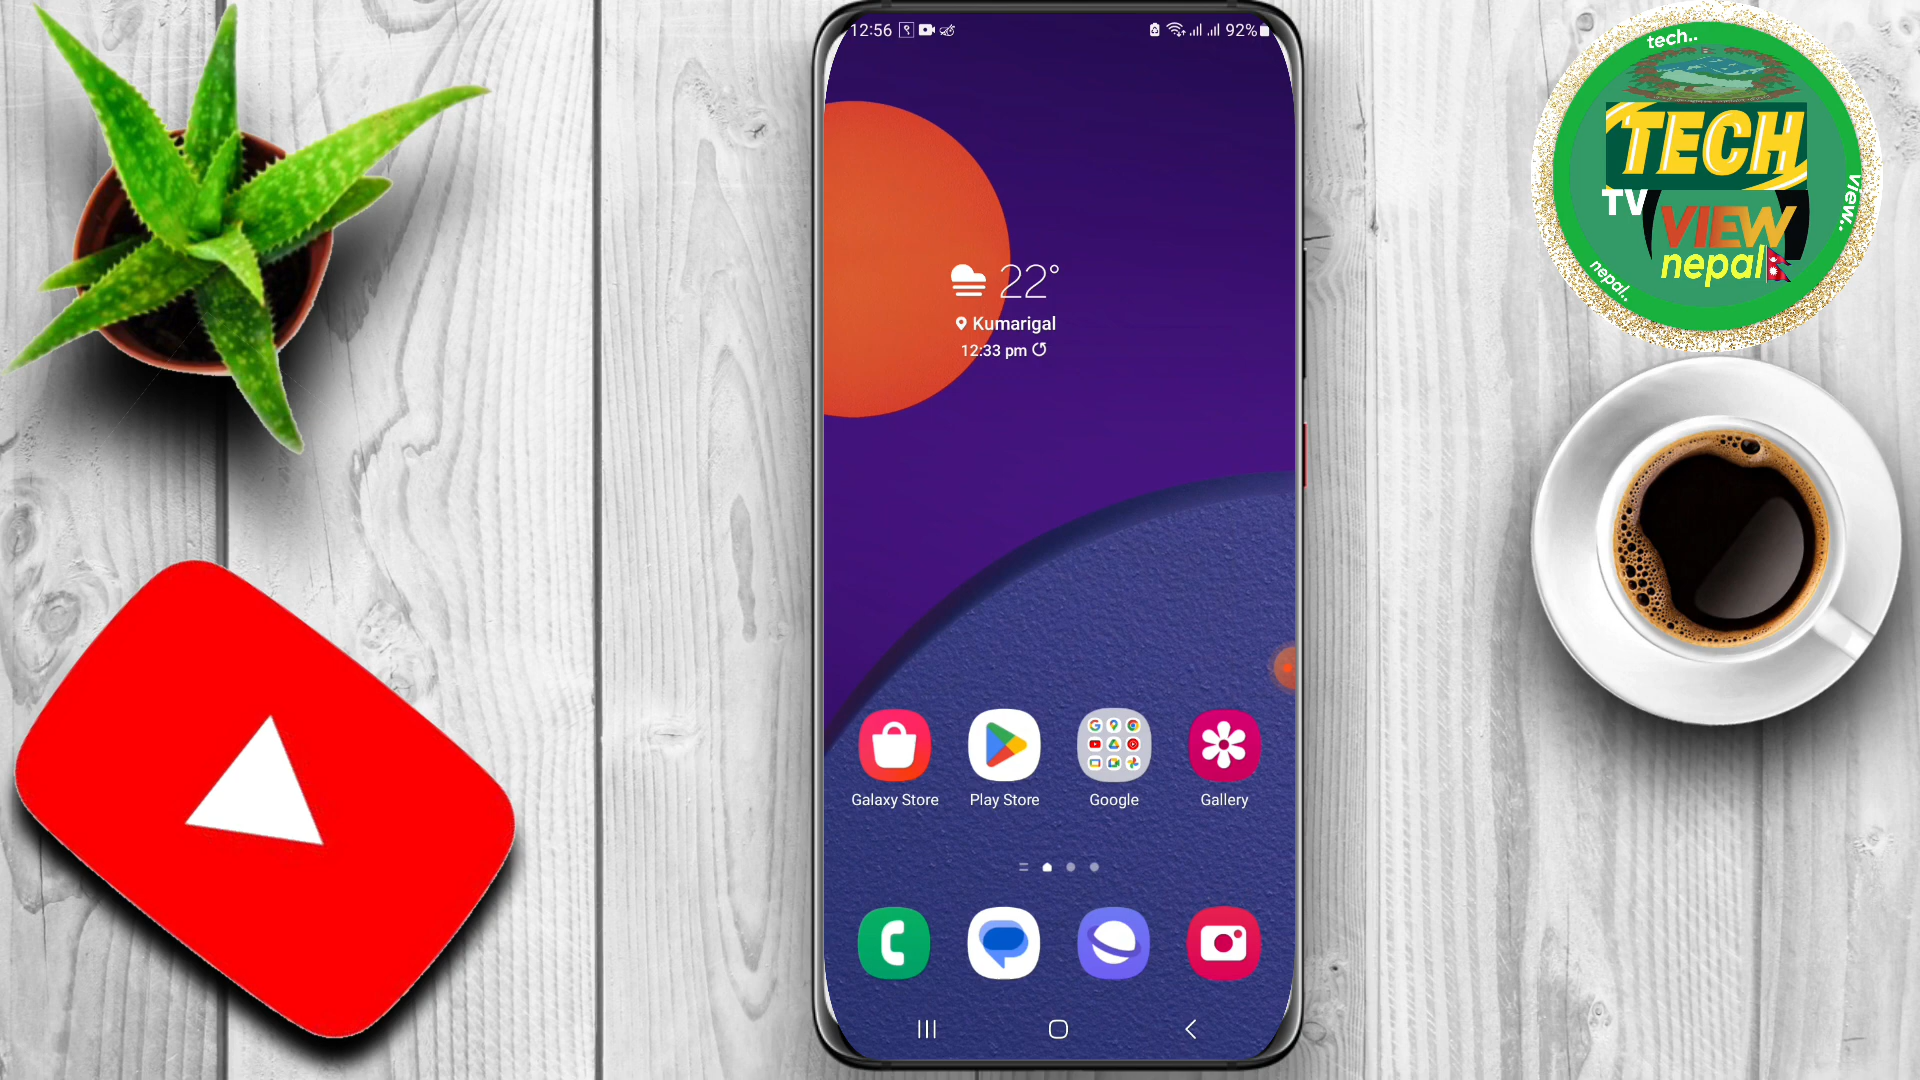 12:56
92%
22°
Kumarigal
12:33 pm
Galaxy Store
Play Store
Google
Gallery
tech..
TECH
TV
VIEW
nepal
view..
nepal..